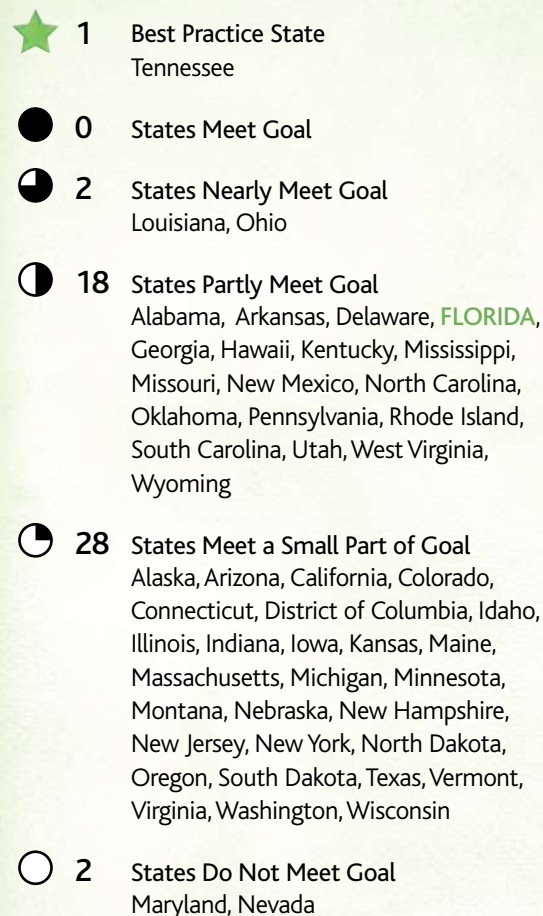 1 Best Practice State
Tennessee
0 States Meet Goal
2 States Nearly Meet Goal
Louisiana, Ohio
18 States Partly Meet Goal
Alabama, Arkansas, Delaware, FLORIDA,
Georgia, Hawaii, Kentucky, Mississippi,
Missouri, New Mexico, North Carolina,
Oklahoma, Pennsylvania, Rhode Island,
South Carolina, Utah, West Virginia,
Wyoming
28 States Meet a Small Part of Goal
Alaska, Arizona, California, Colorado,
Connecticut, District of Columbia, Idaho,
Illinois, Indiana, Iowa, Kansas, Maine,
Massachusetts, Michigan, Minnesota,
Montana, Nebraska, New Hampshire,
New Jersey, New York, North Dakota,
Oregon, South Dakota, Texas, Vermont,
Virginia, Washington, Wisconsin
2 States Do Not Meet Goal
Maryland, Nevada